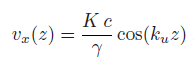 v_x(z) = \frac{K c}{\gamma} \cos(k_u z)